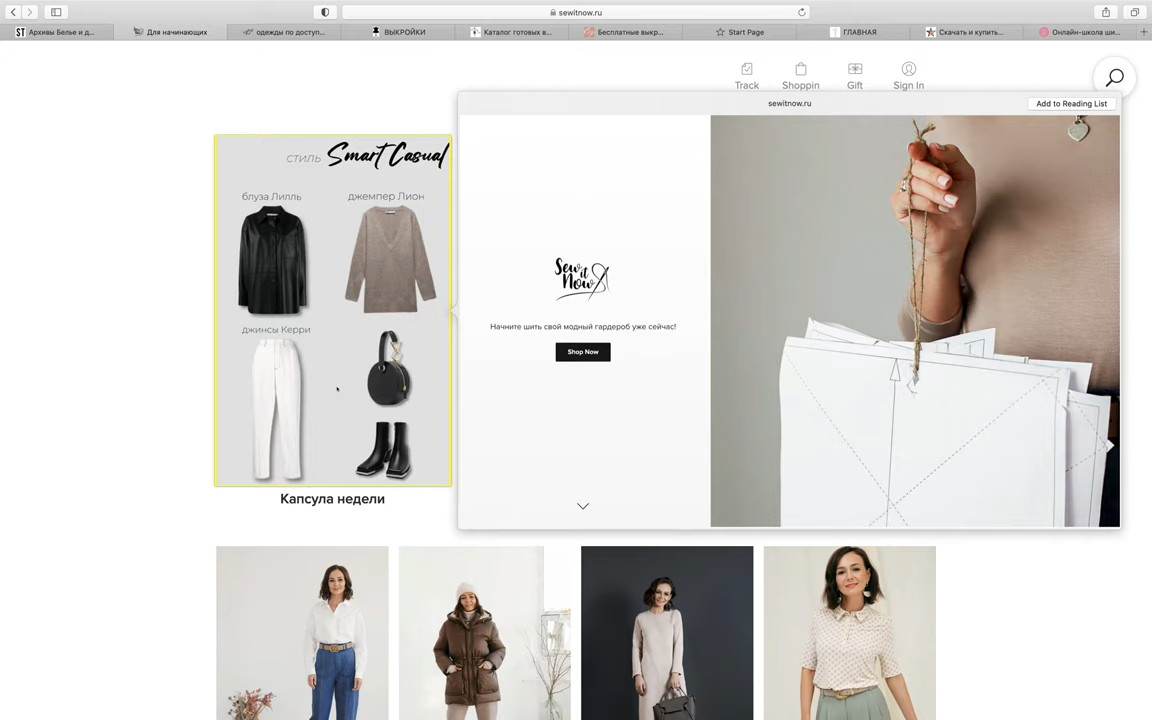 sewitnow.ru
Архивы Белье и д...
Для начинающих
одежды по доступ...
ВЫКРОЙКИ
Каталог готовых в...
Бесплатные выкр...
Start Page
ГЛАВНАЯ
Скачать и купить...
Онлайн-школа ши...
Track
Shoppin
Gift
Sign In
sewitnow.ru
Add to Reading List
стиль Smart Casual
блуза Лилль
джемпер Лион
джинсы Керри
Sew it Now
Начните шить свой модный гардероб уже сейчас!
Shop Now
Капсула недели